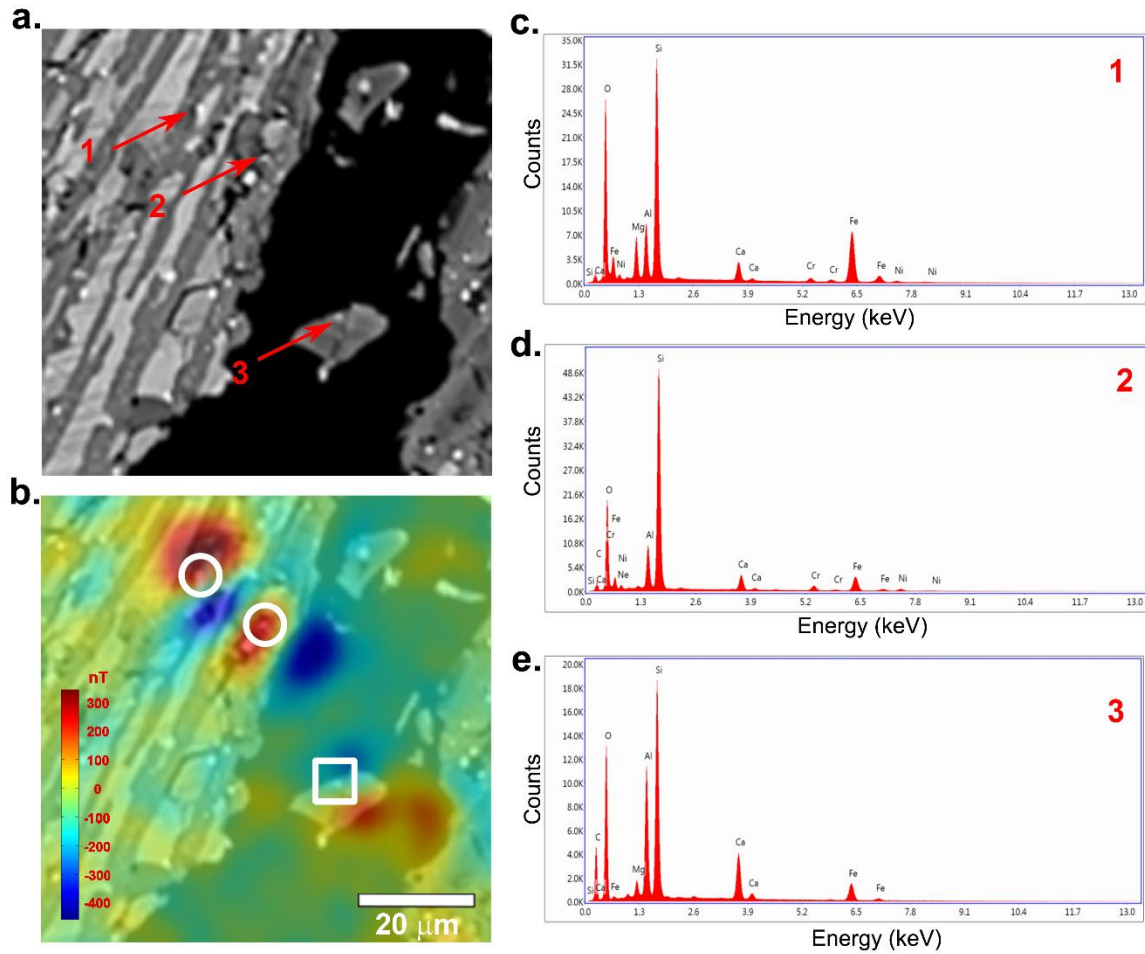 a.
1
2
3
b.
nT
300
200
100
0
-100
-200
-300
-400
20 μm
c.
1
Counts
35.0K
31.5K
28.0K
24.5K
21.0K
17.5K
14.0K
10.5K
7.0K
3.5K
0.0K
Si
O
Mg
Al
Fe
Si Ca Ni
Ca
Ca
Cr
Cr
Fe
Fe
Ni
Ni
0.0 1.3 2.6 3.9 5.2 6.5 7.8 9.1 10.4 11.7 13.0
Energy (keV)
d.
2
Counts
48.6K
43.2K
37.8K
32.4K
27.0K
21.6K
16.2K
10.8K
5.4K
0.0K
Si
O
Fe
Cr
C
Ni
Si Ca Ne
Al
Ca
Ca
Cr
Cr
Fe
Fe
Ni
Ni
0.0 1.3 2.6 3.9 5.2 6.5 7.8 9.1 10.4 11.7 13.0
Energy (keV)
e.
3
Counts
20.0K
18.0K
16.0K
14.0K
12.0K
10.0K
8.0K
6.0K
4.0K
2.0K
0.0K
Si
O
Al
C
Mg
Si Ca Fe
Ca
Ca
Fe
Fe
0.0 1.3 2.6 3.9 5.2 6.5 7.8 9.1 10.4 11.7 13.0
Energy (keV)